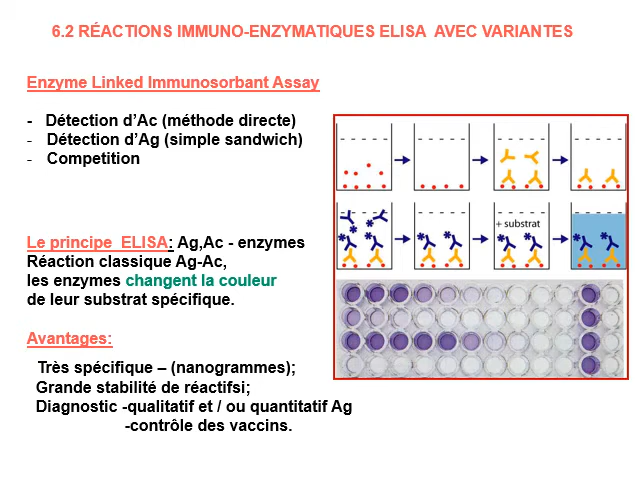 6.2 RÉACTIONS IMMUNO-ENZYMATIQUES ELISA AVEC VARIANTES
Enzyme Linked Immunosorbant Assay
- Détection d'Ac (méthode directe)
- Détection d'Ag (simple sandwich)
- Competition
Le principe ELISA: Ag,Ac - enzymes
Réaction classique Ag-Ac,
les enzymes changent la couleur
de leur substrat spécifique.
Avantages:
Très spécifique – (nanogrammes);
Grande stabilité de réactifsi;
Diagnostic -qualitatif et / ou quantitatif Ag
-contrôle des vaccins.
+ substrat